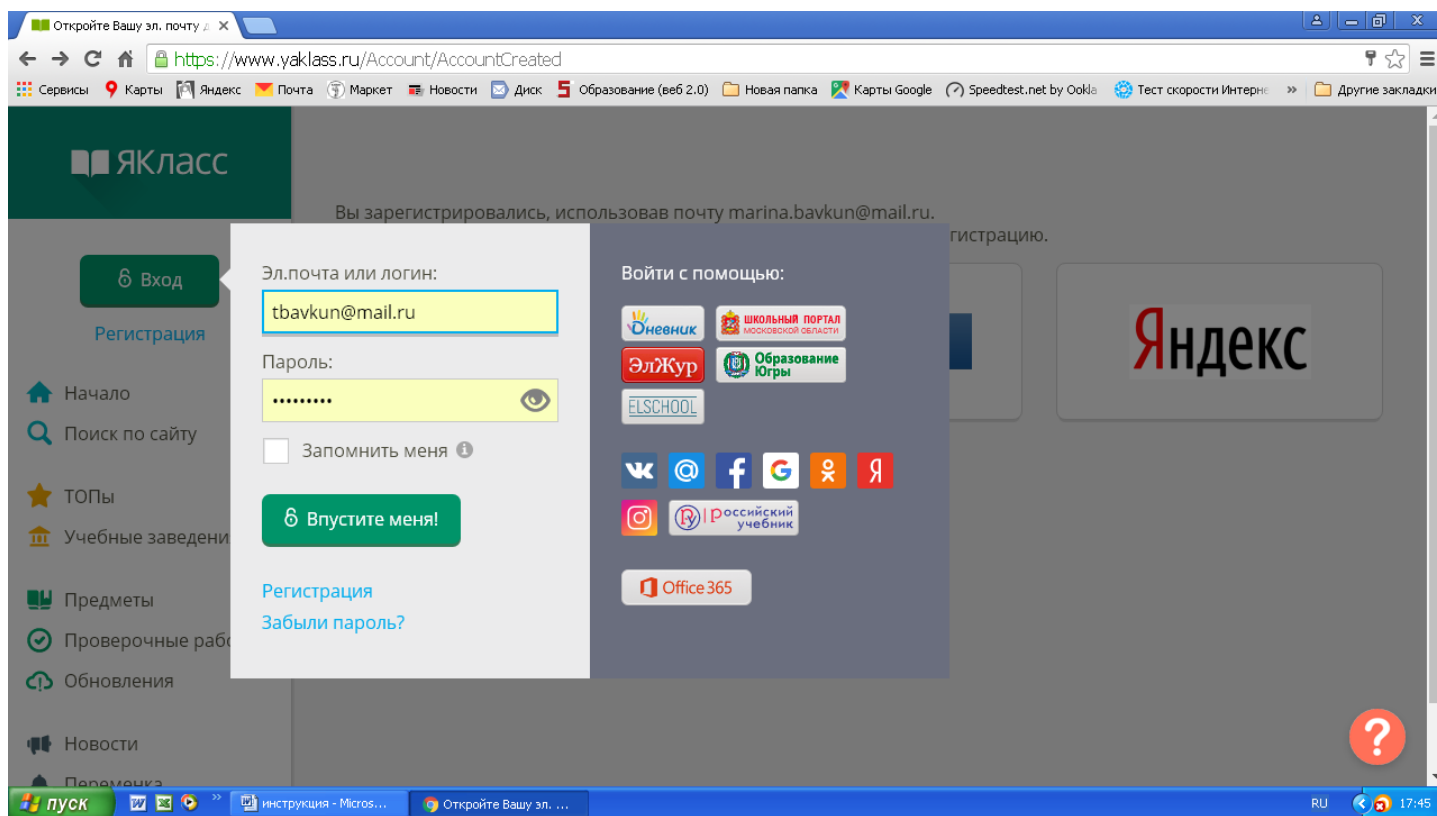 Откройте Вашу эл. почту д
https://www.yaklass.ru/Account/AccountCreated
Сервисы Карты Яндекс Почта Маркет Новости Диск Образование (веб 2.0) Новая папка Карты Google Speedtest.net by Ookla Тест скорости Интерне » Другие закладки
ЯКласс
Вы зарегистрировались, использовав почту marina.bavkun@mail.ru.
гистрацию.
Вход
Регистрация
Начало
Поиск по сайту
ТОПы
Учебные заведени
Предметы
Проверочные рабо
Обновления
Новости
Переменка
Эл.почта или логин:
tbavkun@mail.ru
Пароль:
•••••••••
Запомнить меня
Впустите меня!
Регистрация
Забыли пароль?
Войти с помощью:
Дневник
ШКОЛЬНЫЙ ПОРТАЛ
МОСКОВСКОЙ ОБЛАСТИ
ЭлЖур
Образование
Югры
ELSCHOOL
Я
Российский
учебник
Office 365
Яндекс
?
пуск
инструкция - Micros...
Откройте Вашу эл. ...
RU
17:45